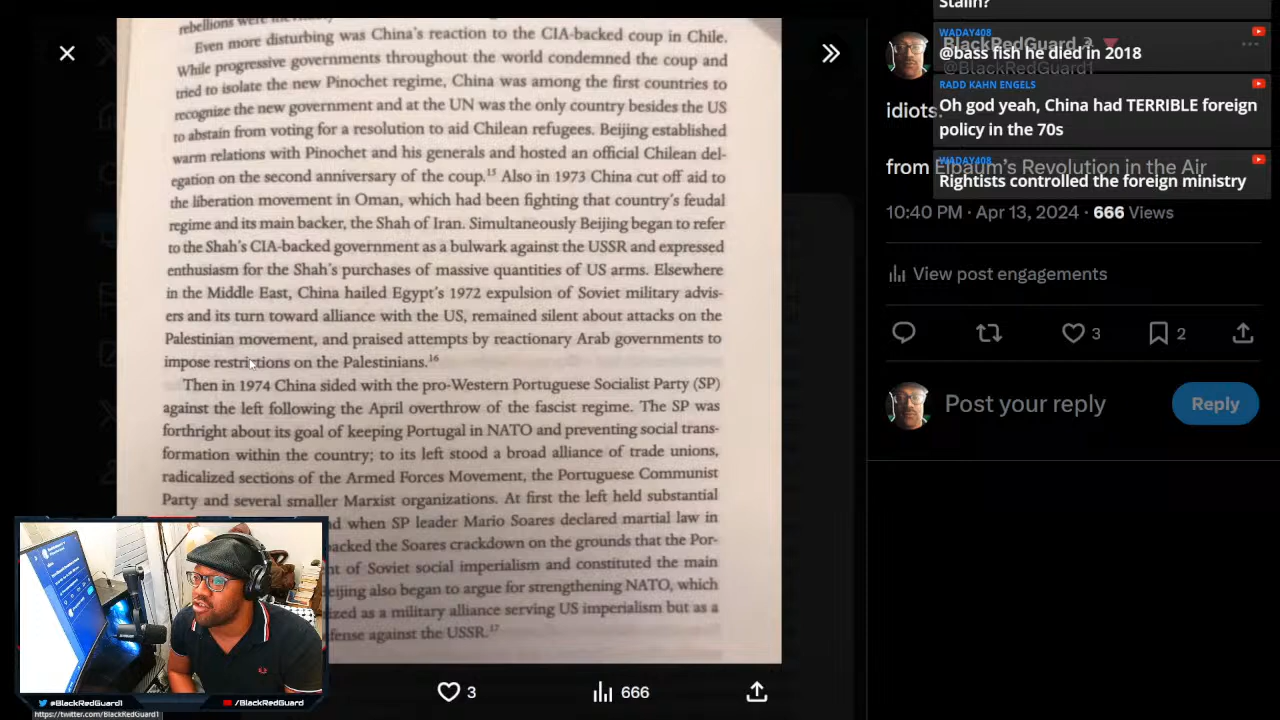 rebellions were
Even more disturbing was China's reaction to the CIA-backed coup in Chile.
While progressive governments throughout the world condemned the coup and
tried to isolate the new Pinochet regime, China was among the first countries to
recognize the new government and at the UN was the only country besides the US
to abstain from voting for a resolution to aid Chilean refugees. Beijing established
warm relations with Pinochet and his generals and hosted an official Chilean del-
egation on the second anniversary of the coup.15 Also in 1973 China cut off aid to
the liberation movement in Oman, which had been fighting that country's feudal
regime and its main backer, the Shah of Iran. Simultaneously Beijing began to refer
to the Shah's CIA-backed government as a bulwark against the USSR and expressed
enthusiasm for the Shah's purchases of massive quantities of US arms. Elsewhere
in the Middle East, China hailed Egypt's 1972 expulsion of Soviet military advis-
ers and its turn toward alliance with the US, remained silent about attacks on the
Palestinian movement, and praised attempts by reactionary Arab governments to
impose restrictions on the Palestinians.16
Then in 1974 China sided with the pro-Western Portuguese Socialist Party (SP)
against the left following the April overthrow of the fascist regime. The SP was
forthright about its goal of keeping Portugal in NATO and preventing social trans-
formation within the country; to its left stood a broad alliance of trade unions,
radicalized sections of the Armed Forces Movement, the Portuguese Communist
Party and several smaller Marxist organizations. At first the left held substantial
when SP leader Mario Soares declared martial law in
acked the Soares crackdown on the grounds that the Por-
of Soviet social imperialism and constituted the main
eijing also began to argue for strengthening NATO, which
ized as a military alliance serving US imperialism but as a
fense against the USSR.17
3
666
@BlackRedGuard1
/BlackRedGuard
https://twitter.com/BlackRedGuard1
Stalin?
WADAY408
@bass fish he died in 2018
BlackRedGuard
@BlackRedGuard1
RADD KAHN ENGELS
Oh god yeah, China had TERRIBLE foreign
policy in the 70s
idiots.
WADAY408
Rightists controlled the foreign ministry
from Elbaum's Revolution in the Air
10:40 PM · Apr 13, 2024 · 666 Views
View post engagements
3
2
Post your reply
Reply